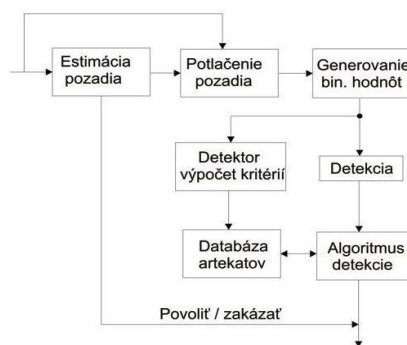 Estimácia
pozadia
Potlačenie
pozadia
Generovanie
bin. hodnôt
Detektor
výpočet kritérií
Detekcia
Databáza
artekatov
Algoritmus
detekcie
Povoliť / zakázať